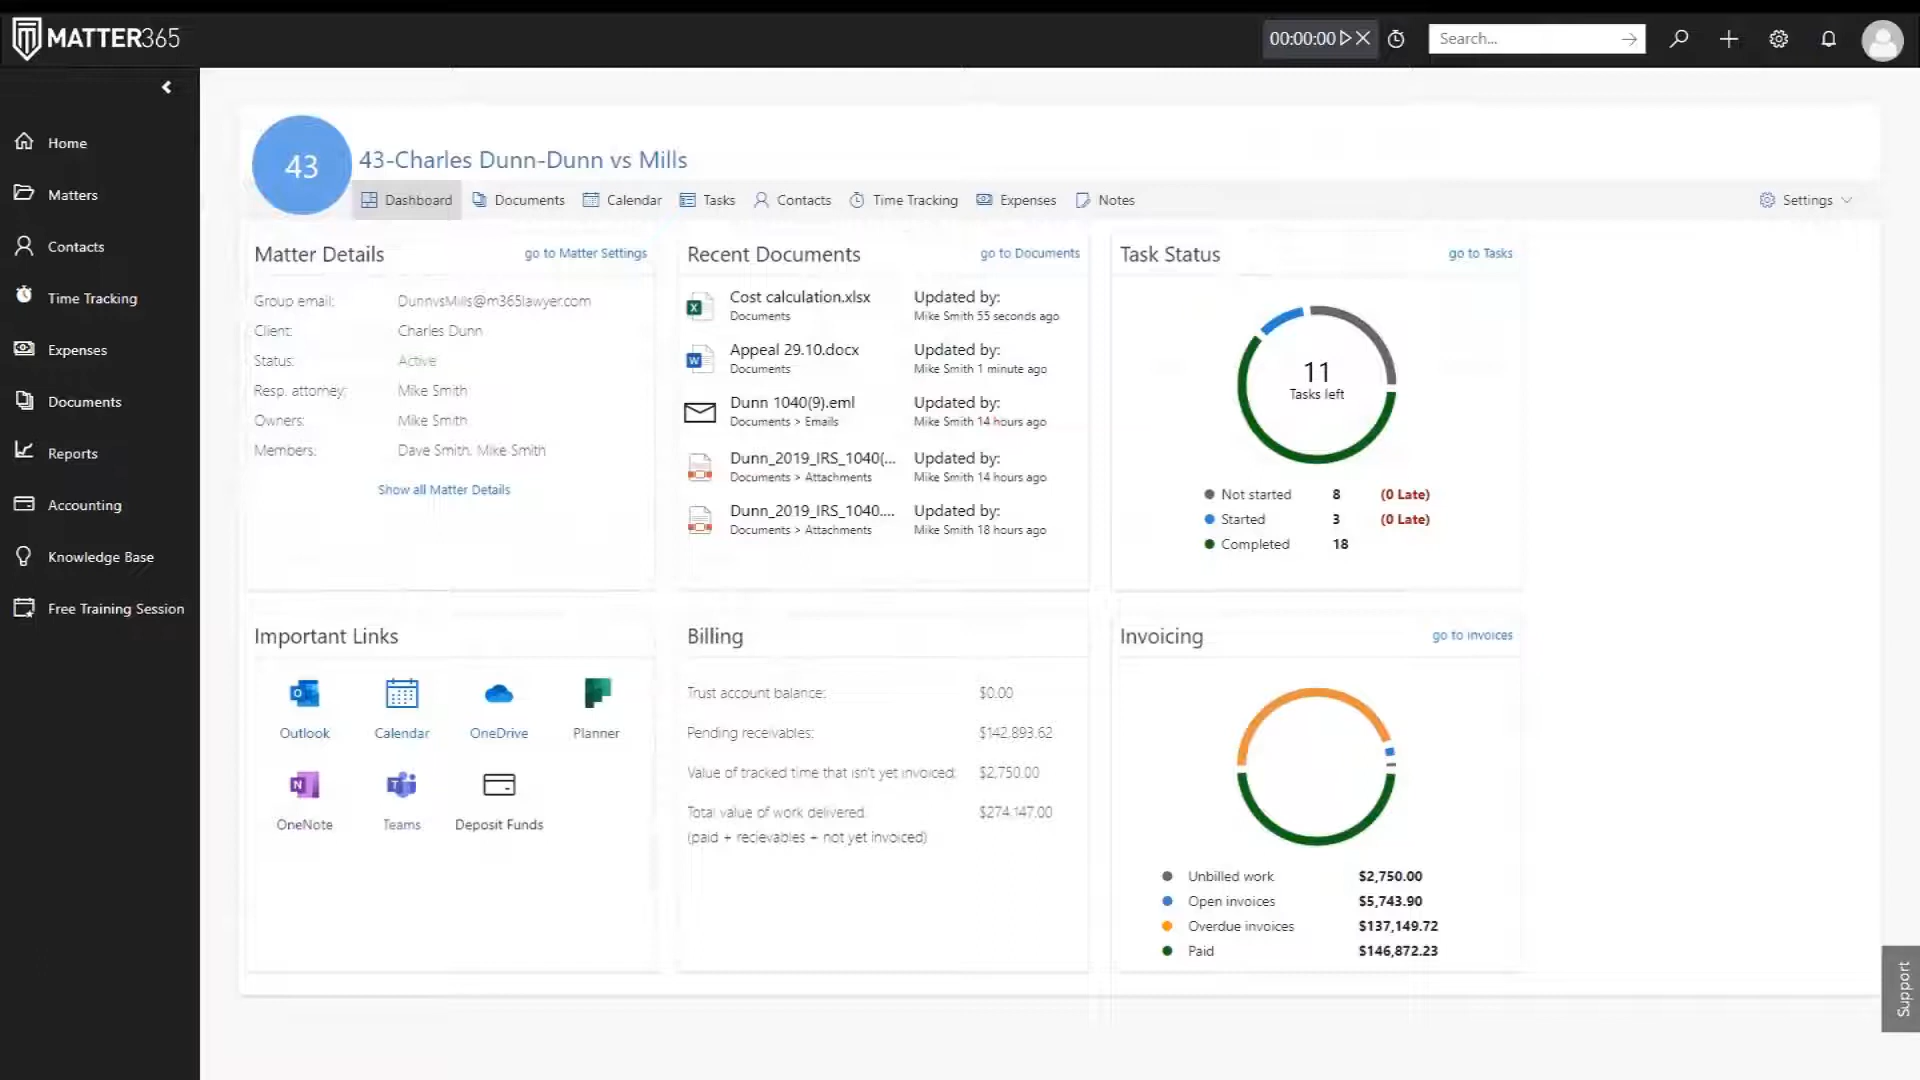 MATTER365
00:00:00
Search...
Home
Matters
Contacts
Time Tracking
Expenses
Documents
Reports
Accounting
Knowledge Base
Free Training Session
43
43-Charles Dunn-Dunn vs Mills
Dashboard
Documents
Calendar
Tasks
Contacts
Time Tracking
Expenses
Notes
Settings
Matter Details
go to Matter Settings
Group email: DunnvsMills@m365lawyer.com
Client: Charles Dunn
Status: Active
Resp. attorney: Mike Smith
Owners: Mike Smith
Members: Dave Smith, Mike Smith
Show all Matter Details
Recent Documents
go to Documents
Cost calculation.xlsx Updated by:
Documents Mike Smith 55 seconds ago
Appeal 29.10.docx Updated by:
Documents Mike Smith 1 minute ago
Dunn 1040(9).eml Updated by:
Documents > Emails Mike Smith 14 hours ago
Dunn_2019_IRS_1040(... Updated by:
Documents > Attachments Mike Smith 14 hours ago
Dunn_2019_IRS_1040.... Updated by:
Documents > Attachments Mike Smith 18 hours ago
Task Status
go to Tasks
11
Tasks left
Not started 8 (0 Late)
Started 3 (0 Late)
Completed 18
Important Links
Outlook
Calendar
OneDrive
Planner
OneNote
Teams
Deposit Funds
Billing
Trust account balance: $0.00
Pending receivables: $142,893.62
Value of tracked time that isn't yet invoiced: $2,750.00
Total value of work delivered: $274,147.00
(paid + recievables + not yet invoiced)
Invoicing
go to invoices
Unbilled work $2,750.00
Open invoices $5,743.90
Overdue invoices $137,149.72
Paid $146,872.23
Support